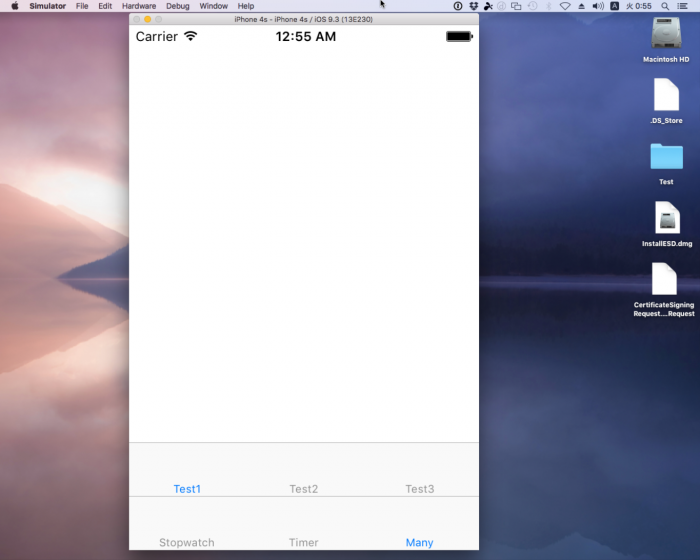 Simulator File Edit Hardware Debug Window Help
A 火 0:55
iPhone 4s - iPhone 4s / iOS 9.3 (13E230)
Carrier 12:55 AM
Macintosh HD
.DS_Store
Test
InstallESD.dmg
CertificateSigning
Request....Request
Test1 Test2 Test3
Stopwatch Timer Many